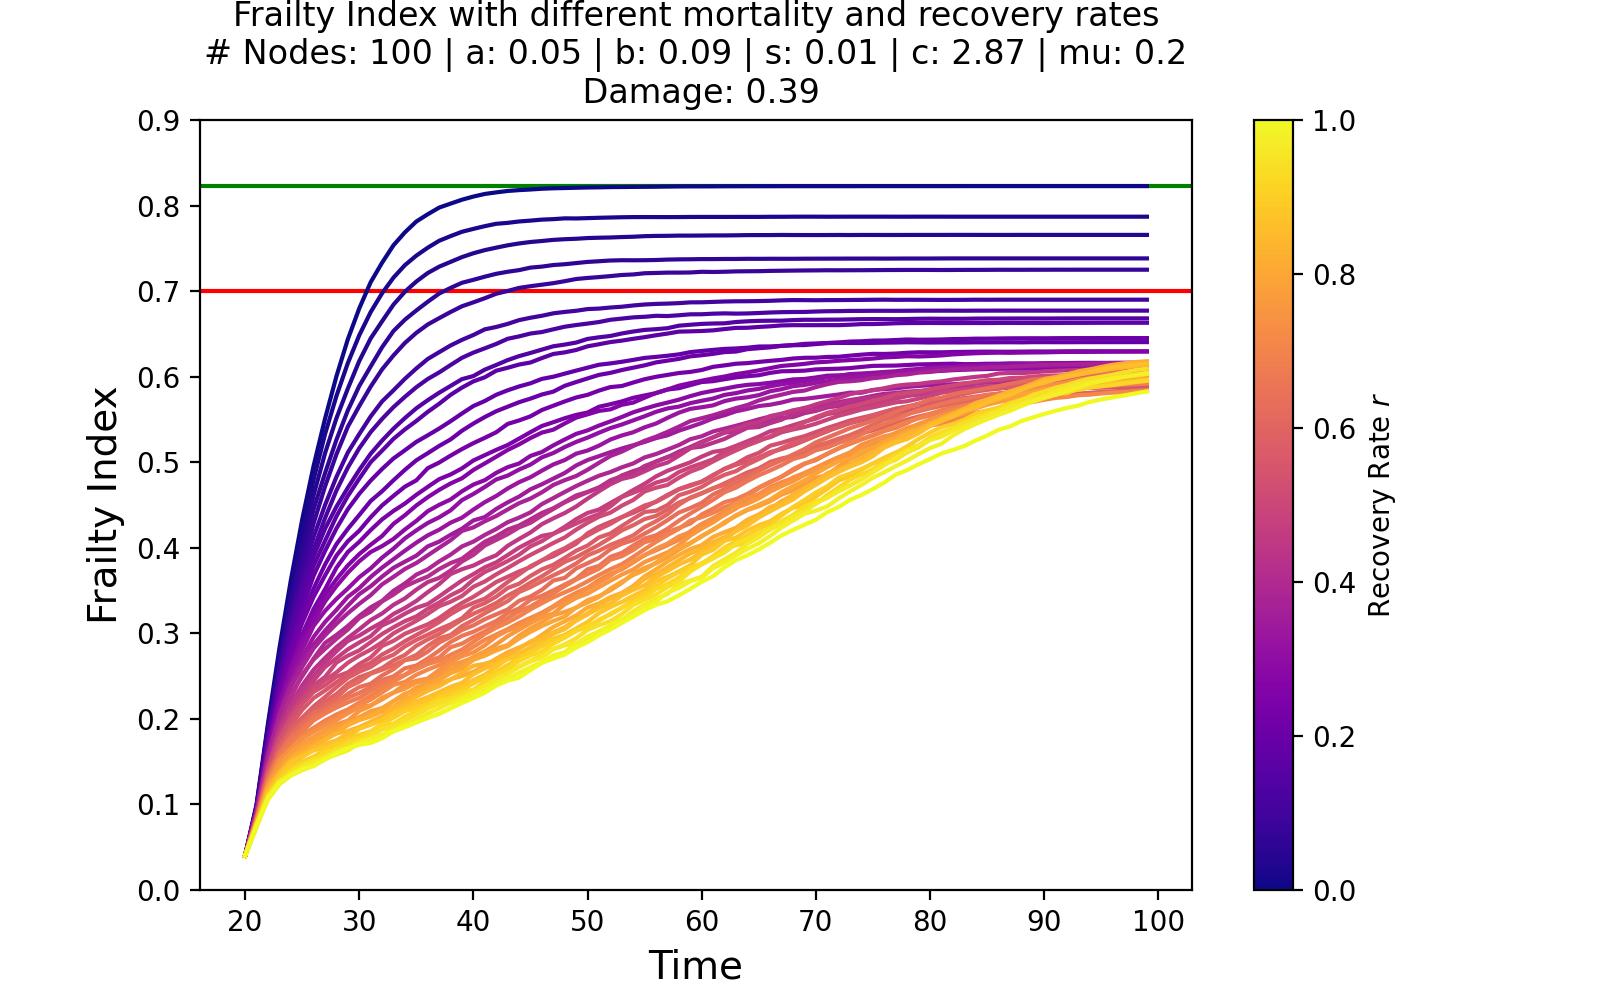 Frailty Index with different mortality and recovery rates
# Nodes: 100 | a: 0.05 | b: 0.09 | s: 0.01 | c: 2.87 | mu: 0.2
Damage: 0.39
0.9
0.8
0.7
0.6
0.5
0.4
0.3
0.2
0.1
0.0
Frailty Index
20 30 40 50 60 70 80 90 100
Time
1.0
0.8
0.6
0.4
0.2
0.0
Recovery Rate r